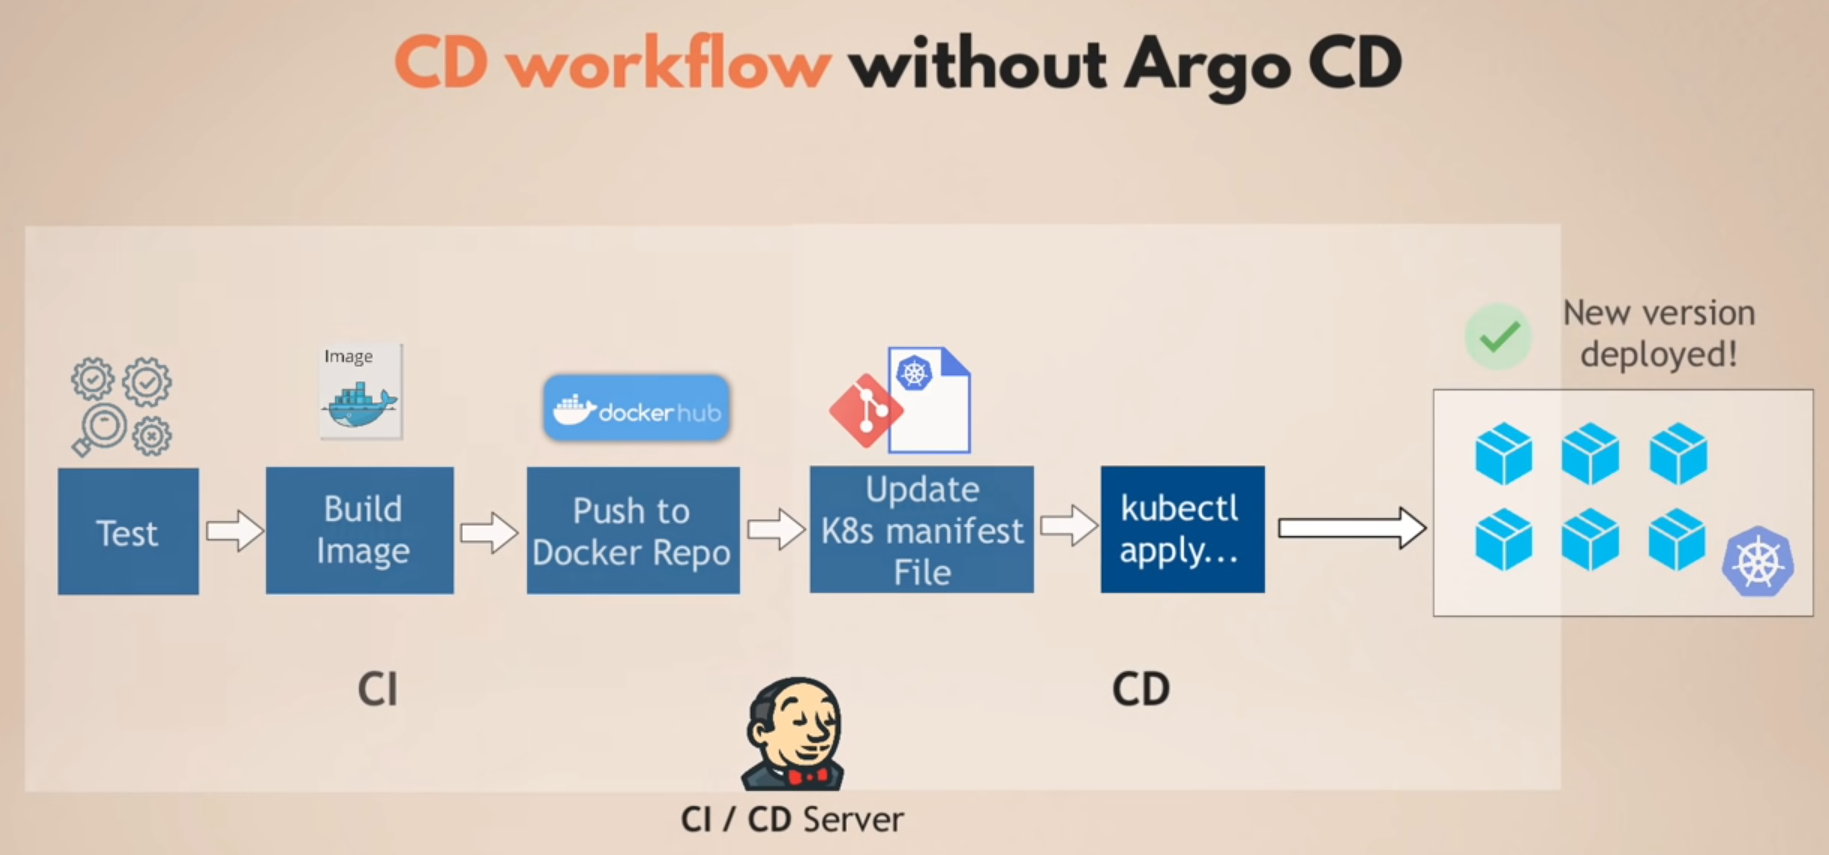 CD workflow without Argo CD
New version
deployed!
Image
dockerhub
Test
Build
Image
Push to
Docker Repo
Update
K8s manifest
File
kubectl
apply...
CI
CD
CI / CD Server